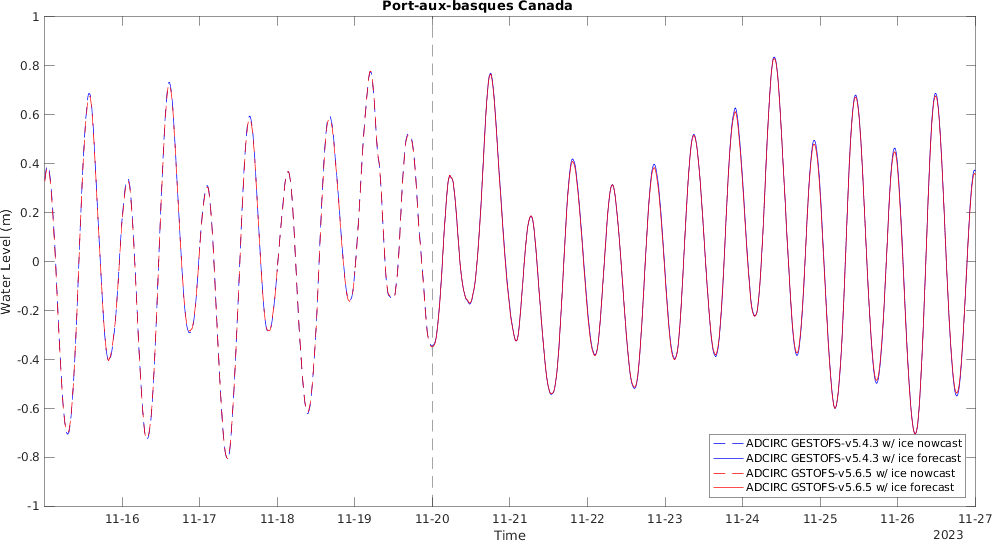 Port-aux-basques Canada
1
0.8
0.6
0.4
0.2
0
-0.2
-0.4
-0.6
-0.8
-1
Water Level (m)
ADCIRC GESTOFS-v5.4.3 w/ ice nowcast
ADCIRC GESTOFS-v5.4.3 w/ ice forecast
ADCIRC GSTOFS-v5.6.5 w/ ice nowcast
ADCIRC GSTOFS-v5.6.5 w/ ice forecast
11-16 11-17 11-18 11-19 11-20 11-21 11-22 11-23 11-24 11-25 11-26 11-27
Time
2023